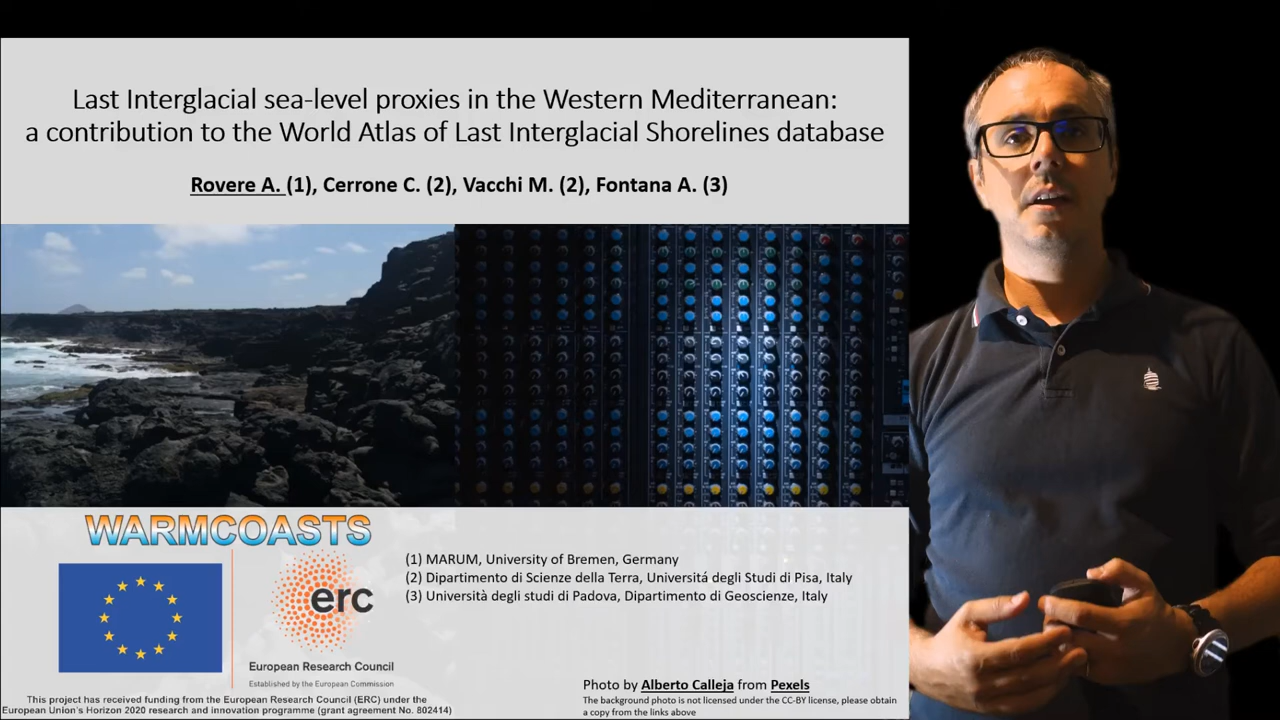 Last Interglacial sea-level proxies in the Western Mediterranean:
a contribution to the World Atlas of Last Interglacial Shorelines database
Rovere A. (1), Cerrone C. (2), Vacchi M. (2), Fontana A. (3)
WARMCOASTS
erc
European Research Council
Established by the European Commission
This project has received funding from the European Research Council (ERC) under the
European Union's Horizon 2020 research and innovation programme (grant agreement No. 802414)
(1) MARUM, University of Bremen, Germany
(2) Dipartimento di Scienze della Terra, Universitá degli Studi di Pisa, Italy
(3) Università degli studi di Padova, Dipartimento di Geoscienze, Italy
Photo by Alberto Calleja from Pexels
The background photo is not licensed under the CC-BY license, please obtain
a copy from the links above